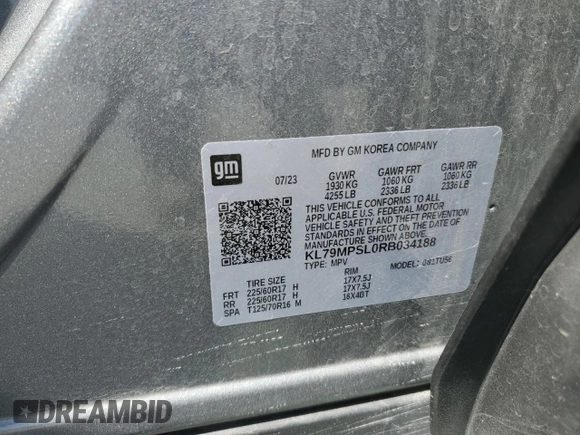 gm
MFD BY GM KOREA COMPANY
07/23 GVWR GAWR FRT GAWR RR
1930 KG 1060 KG 1060 KG
4255 LB 2336 LB 2336 LB
THIS VEHICLE CONFORMS TO ALL
APPLICABLE U.S. FEDERAL MOTOR
VEHICLE SAFETY AND THEFT PREVENTION
STANDARDS IN EFFECT ON THE DATE OF
MANUFACTURE SHOWN ABOVE.
KL79MPSL0RB034188
TYPE: MPV MODEL: 081TU56
TIRE SIZE RIM
FRT 225/60R17 H 17X7.5J
RR 225/60R17 H 17X7.5J
SPA T125/70R16 M 16X4BT
DREAMBID